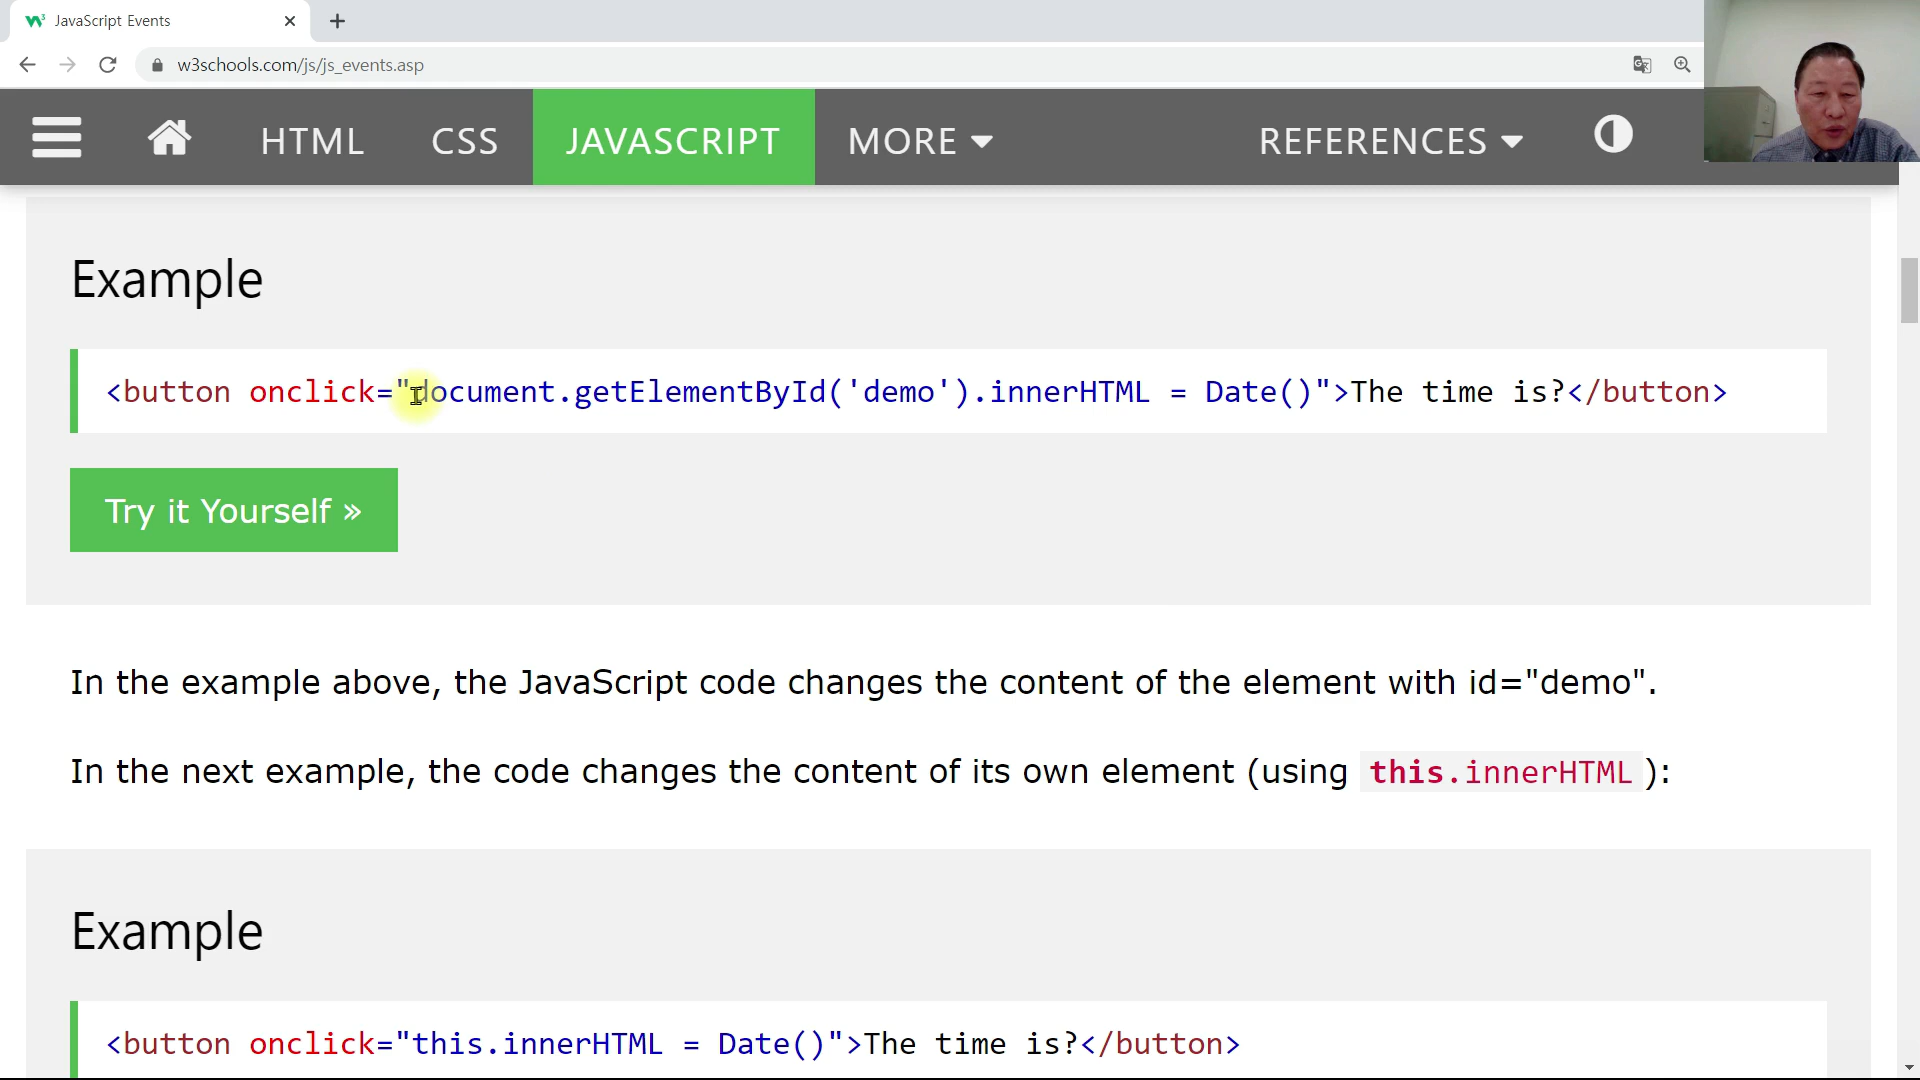 JavaScript Events
w3schools.com/js/js_events.asp
HTML CSS JAVASCRIPT MORE REFERENCES
Example
<button onclick="document.getElementById('demo').innerHTML = Date()">The time is?</button>
Try it Yourself »
In the example above, the JavaScript code changes the content of the element with id="demo".
In the next example, the code changes the content of its own element (using this.innerHTML):
Example
<button onclick="this.innerHTML = Date()">The time is?</button>